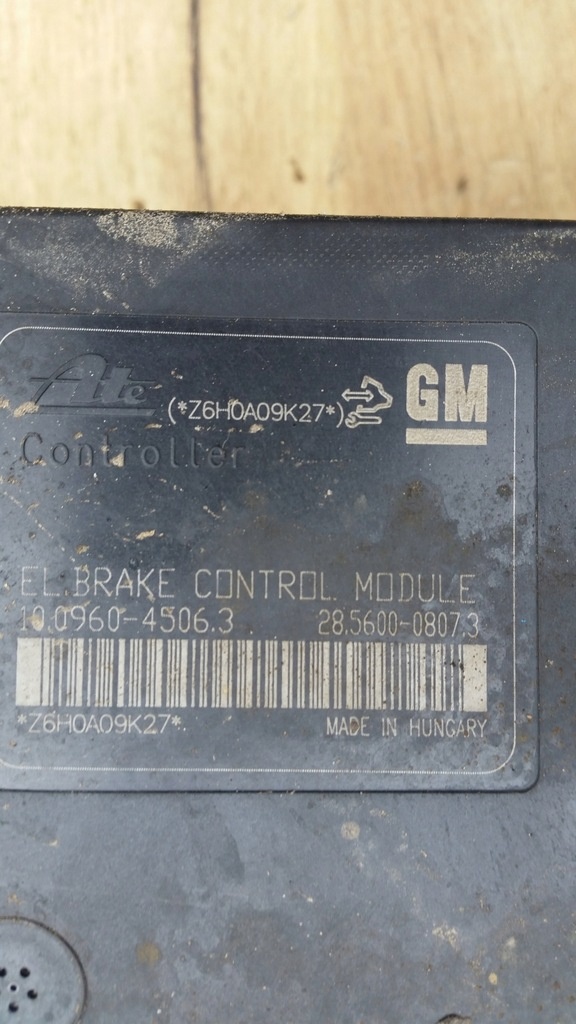 Ate
(*Z6H0A09K27*) GM
Controller
EL.BRAKE CONTROL MODULE
10.0960-4506.3 28.5600-0807.3
*Z6H0A09K27* MADE IN HUNGARY